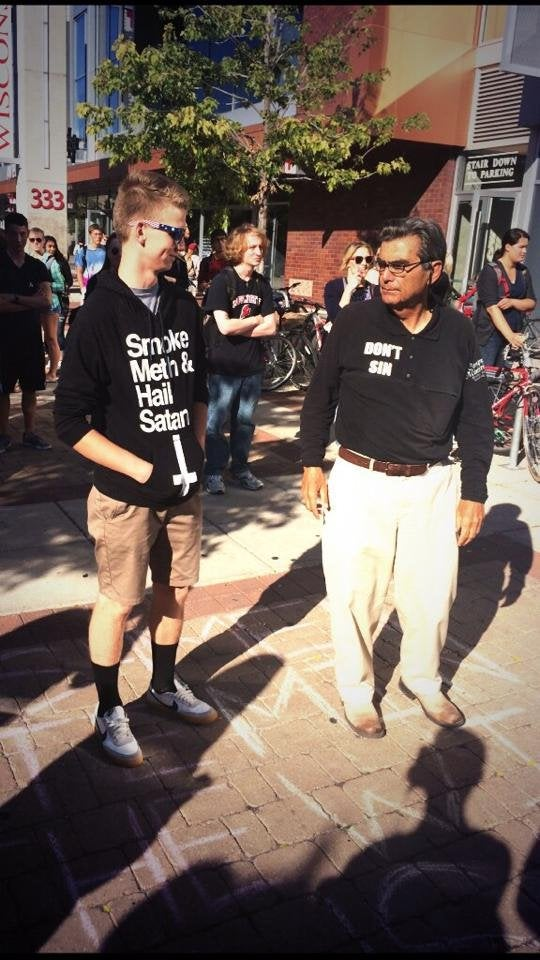 WISCON
333
STAIR DOWN
TO PARKING
Smoke
Meth &
Hail
Satan
DON'T
SIN